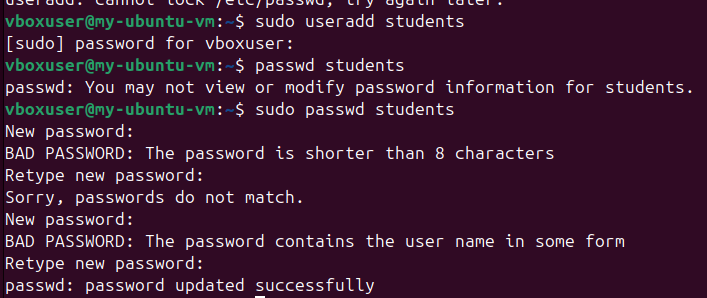 useradd: cannot lock /etc/passwd; try again later.
vboxuser@my-ubuntu-vm:~$ sudo useradd students
[sudo] password for vboxuser:
vboxuser@my-ubuntu-vm:~$ passwd students
passwd: You may not view or modify password information for students.
vboxuser@my-ubuntu-vm:~$ sudo passwd students
New password:
BAD PASSWORD: The password is shorter than 8 characters
Retype new password:
Sorry, passwords do not match.
New password:
BAD PASSWORD: The password contains the user name in some form
Retype new password:
passwd: password updated successfully